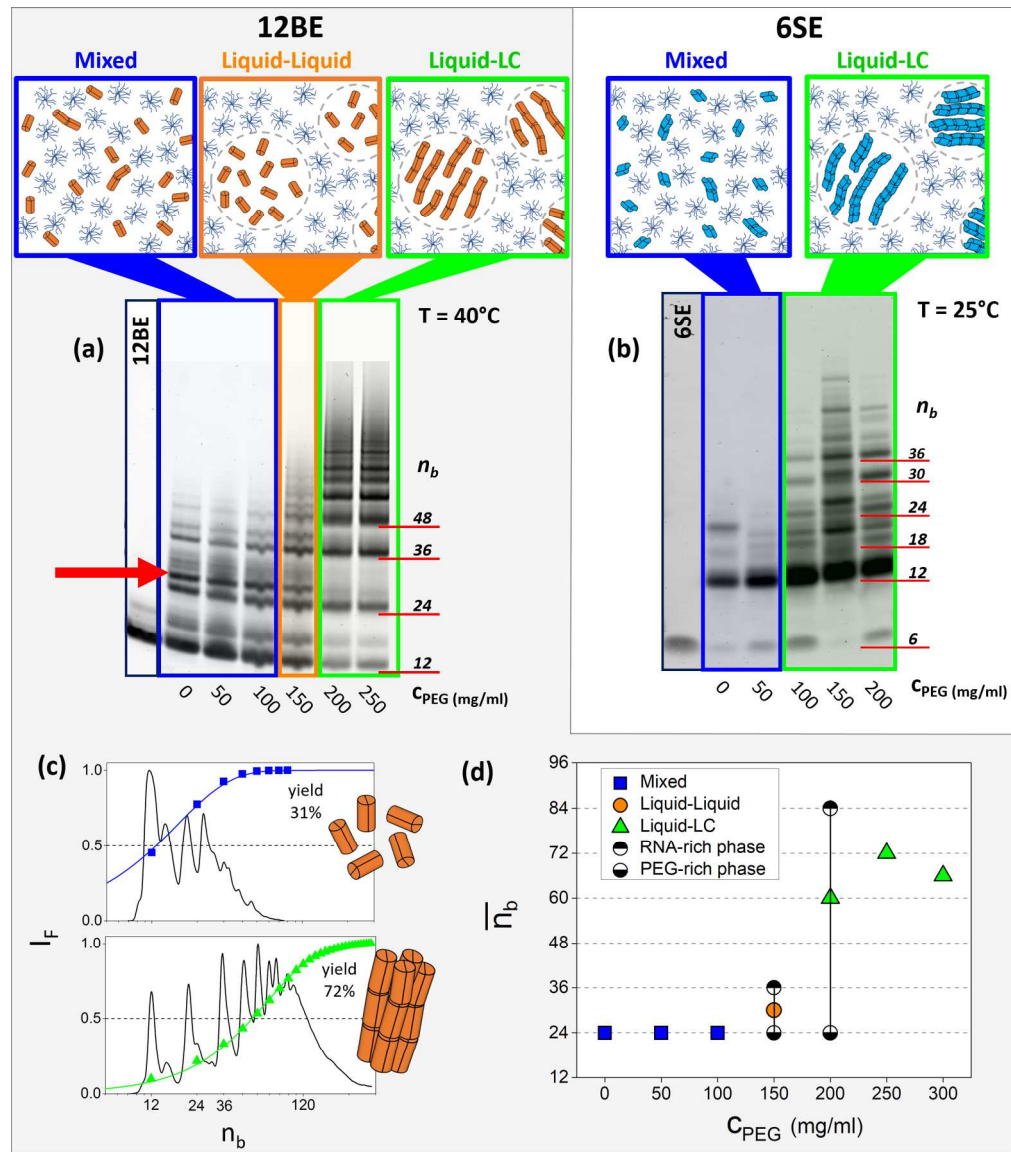 12BE
6SE
Mixed
Liquid-Liquid
Liquid-LC
Mixed
Liquid-LC
(a)
12BE
T = 40°C
n_b
48
36
24
12
0
50
100
150
200
250
c_PEG (mg/ml)
(b)
6SE
T = 25°C
n_b
36
30
24
18
12
6
0
50
100
150
200
(c)
I_F
1.0
0.5
0.0
yield
31%
1.0
0.5
0.0
yield
72%
12
24
36
120
n_b
(d)
n_b
96
84
72
60
48
36
24
12
Mixed
Liquid-Liquid
Liquid-LC
RNA-rich phase
PEG-rich phase
0
50
100
150
200
250
300
C_PEG (mg/ml)